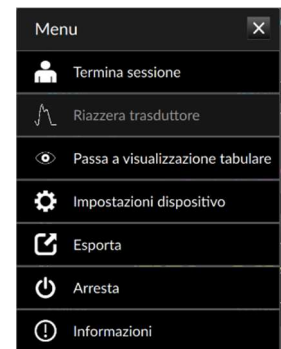 Menu
Termina sessione
Riazzera trasduttore
Passa a visualizzazione tabulare
Impostazioni dispositivo
Esporta
Arresta
Informazioni